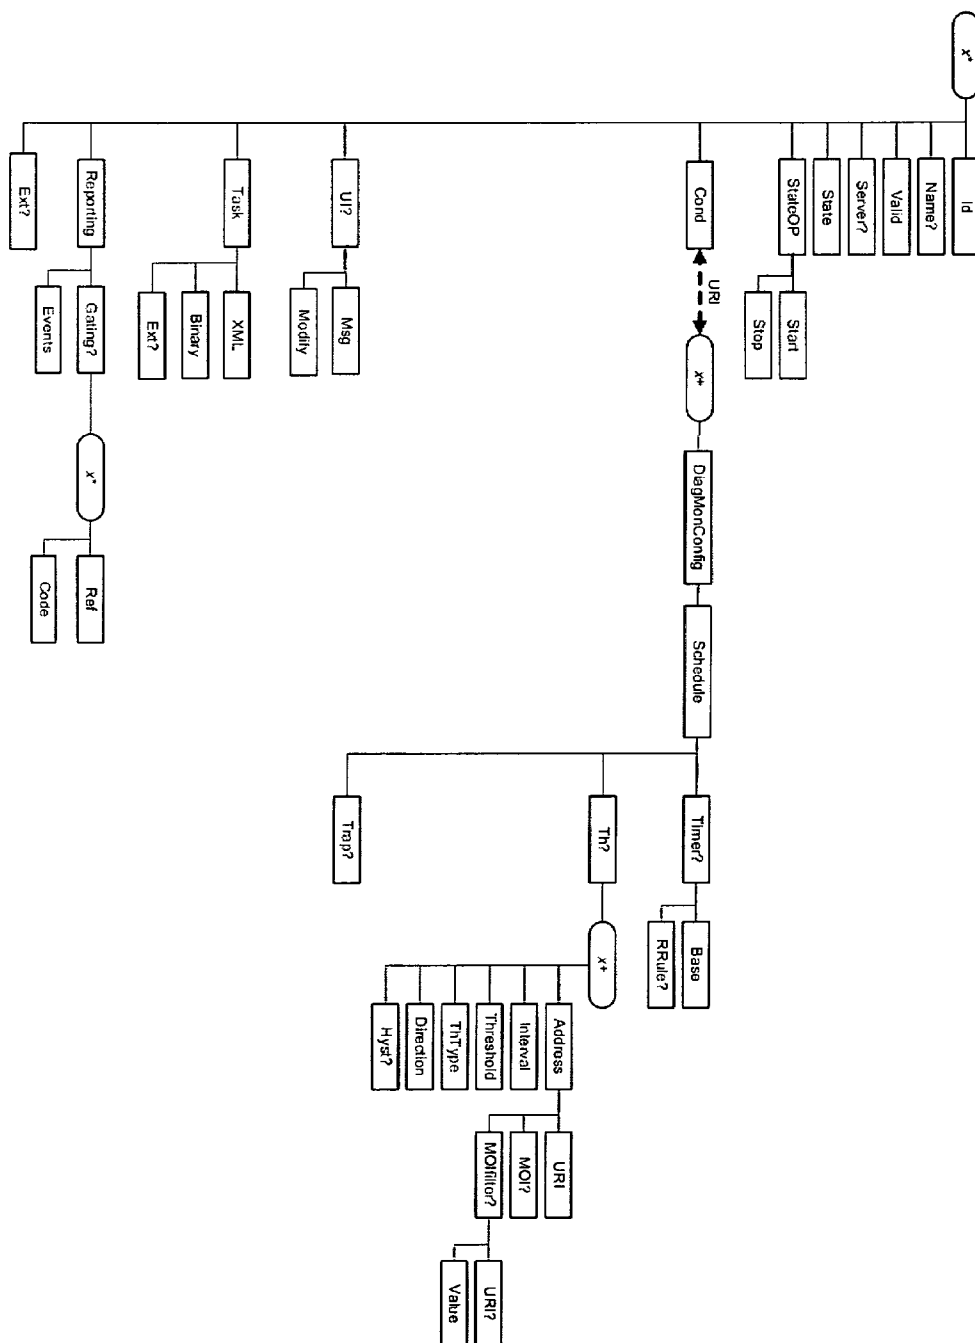 x*
Id
Name?
Valid
Server?
State
StateOP
Start
Stop
Cond
URI
x+
DiagMonConfig
Schedule
Timer?
Base
RRule?
Th?
x+
Address
URI
MOI?
MOIfilter?
URI?
Value
Interval
Threshold
ThType
Direction
Hyst?
Trap?
UI?
Msg
Modify
Task
XML
Binary
Ext?
Reporting
Gating?
x*
Ref
Code
Events
Ext?